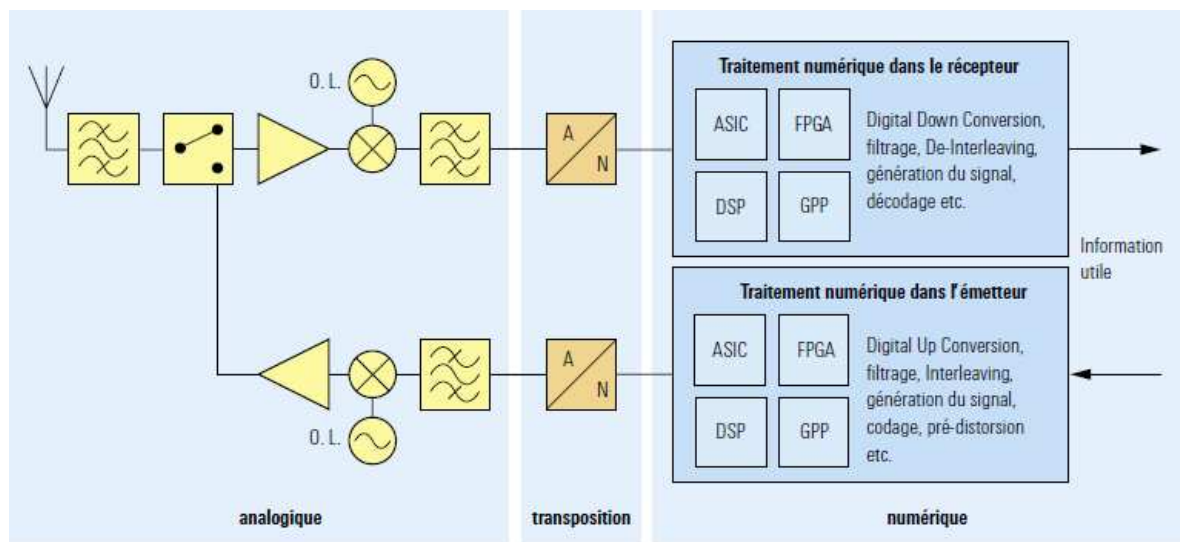 O. L.
A
N
Traitement numérique dans le récepteur
ASIC
FPGA
DSP
GPP
Digital Down Conversion,
filtrage, De-Interleaving,
génération du signal,
décodage etc.
Information
utile
Traitement numérique dans l'émetteur
ASIC
FPGA
DSP
GPP
Digital Up Conversion,
filtrage, Interleaving,
génération du signal,
codage, pré-distorsion
etc.
A
N
O. L.
analogique
transposition
numérique